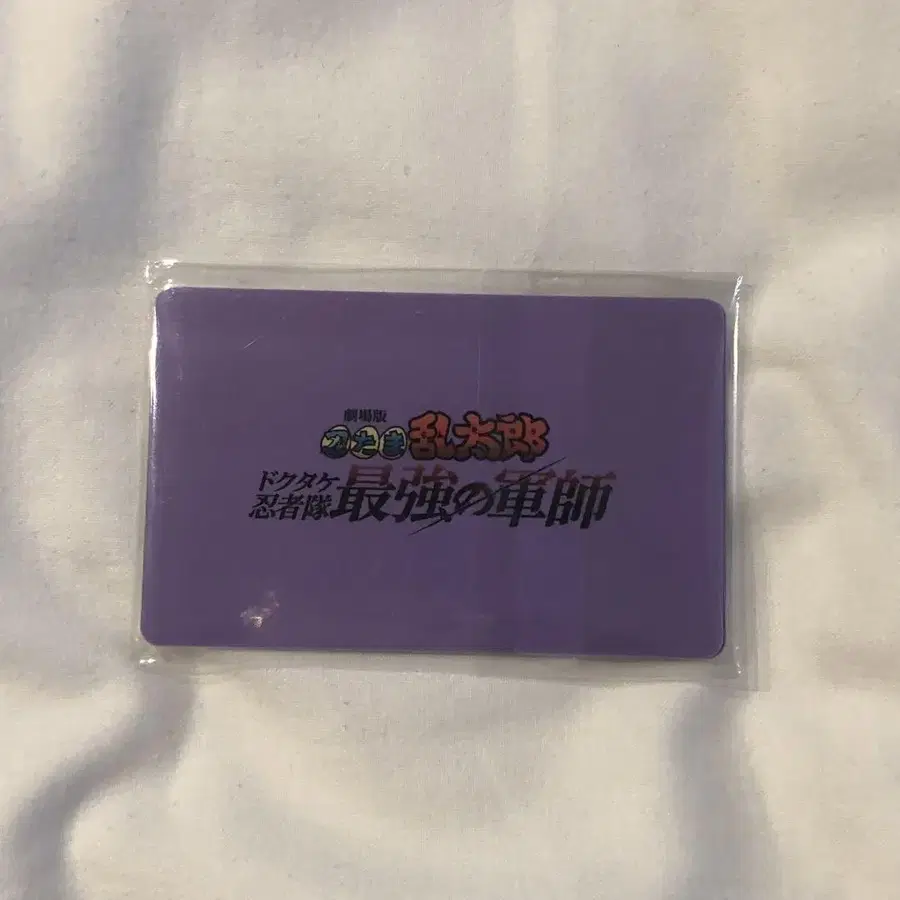 劇場版
忍たま乱太郎
ドクタケ
忍者隊
最強の軍師